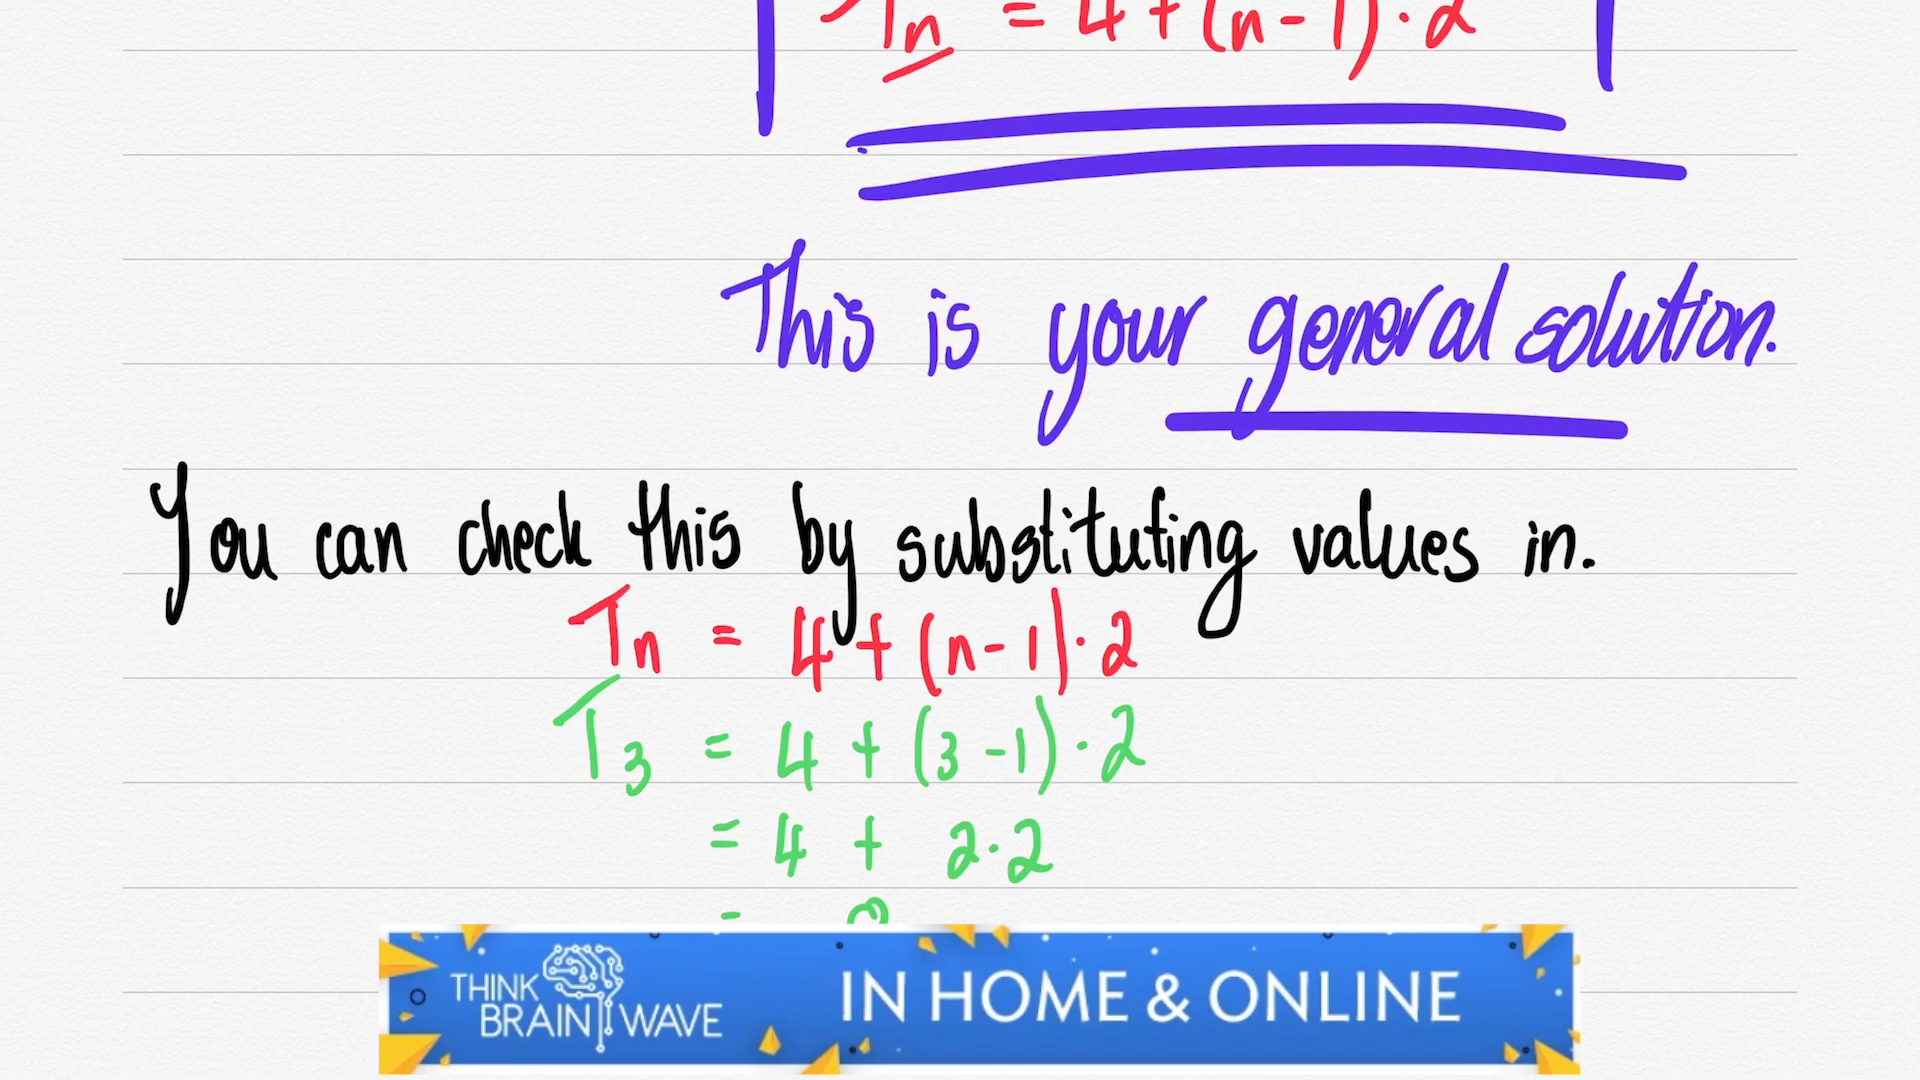 Tn = 4 + (n - 1) · 2
This is your general solution.
You can check this by substituting values in.
Tn = 4 + (n - 1) · 2
T3 = 4 + (3 - 1) · 2
= 4 + 2 · 2
=
THINK BRAIN WAVE
IN HOME & ONLINE